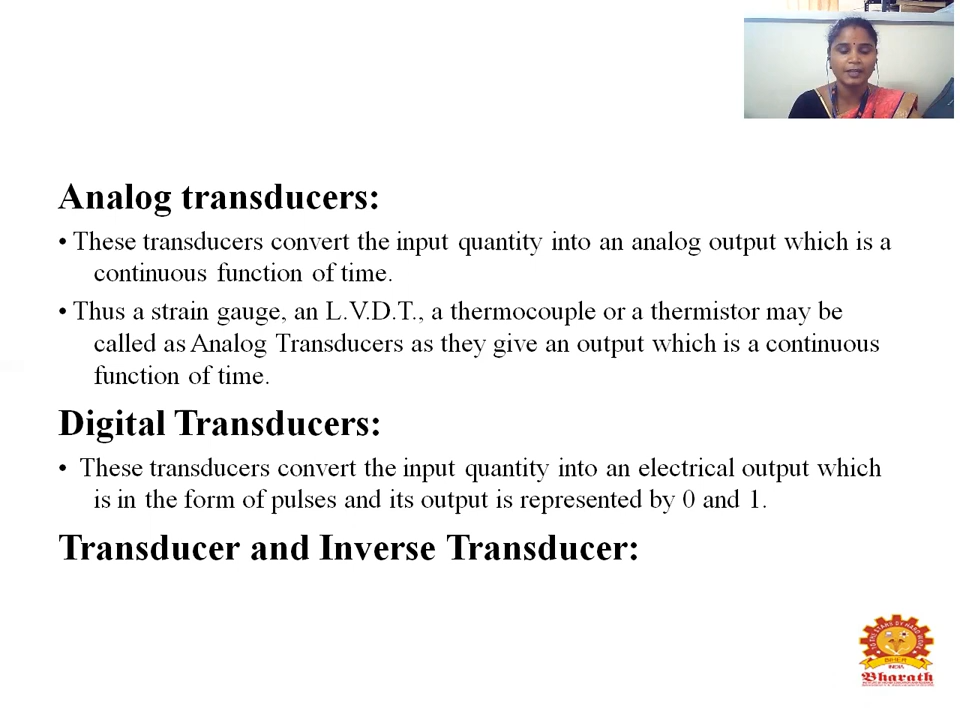 Analog transducers:
• These transducers convert the input quantity into an analog output which is a
continuous function of time.
• Thus a strain gauge, an L.V.D.T., a thermocouple or a thermistor may be
called as Analog Transducers as they give an output which is a continuous
function of time.
Digital Transducers:
• These transducers convert the input quantity into an electrical output which
is in the form of pulses and its output is represented by 0 and 1.
Transducer and Inverse Transducer:
BIHER
INDIA
Bharath